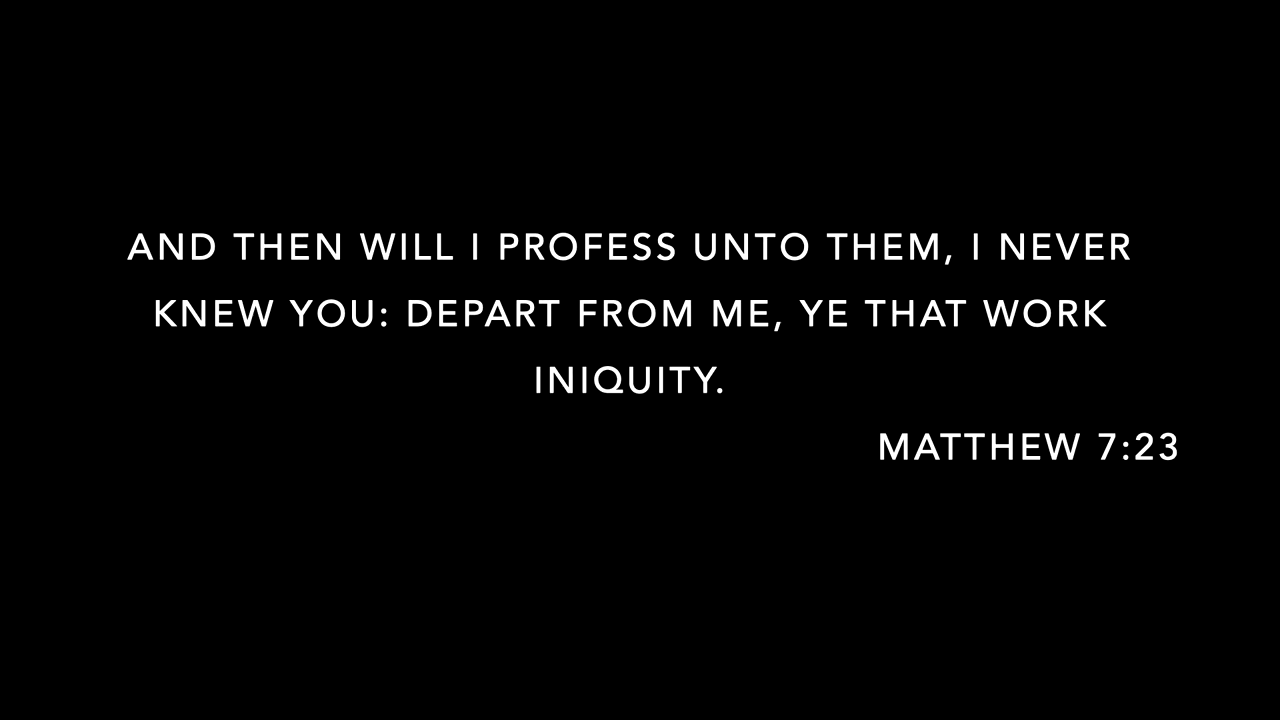 AND THEN WILL I PROFESS UNTO THEM, I NEVER
KNEW YOU: DEPART FROM ME, YE THAT WORK
INIQUITY.
MATTHEW 7:23